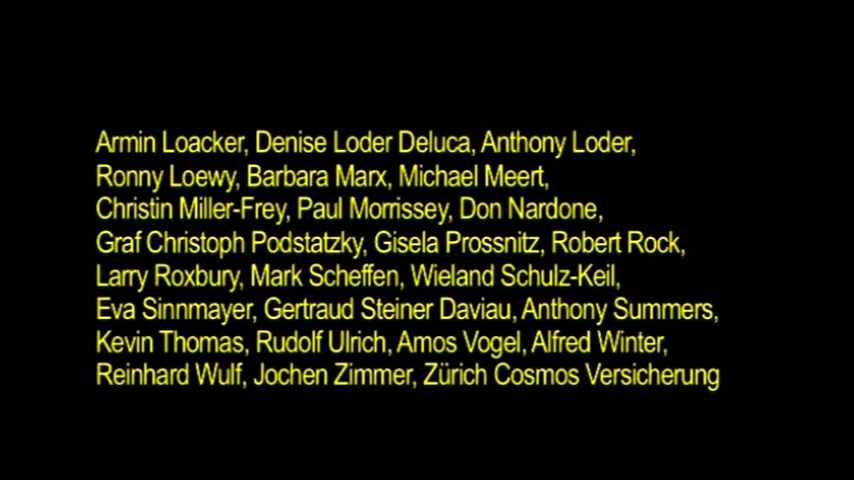 Armin Loacker, Denise Loder Deluca, Anthony Loder,
Ronny Loewy, Barbara Marx, Michael Meert,
Christin Miller-Frey, Paul Morrissey, Don Nardone,
Graf Christoph Podstatzky, Gisela Prossnitz, Robert Rock,
Larry Roxbury, Mark Scheffen, Wieland Schulz-Keil,
Eva Sinnmayer, Gertraud Steiner Daviau, Anthony Summers,
Kevin Thomas, Rudolf Ulrich, Amos Vogel, Alfred Winter,
Reinhard Wulf, Jochen Zimmer, Zürich Cosmos Versicherung